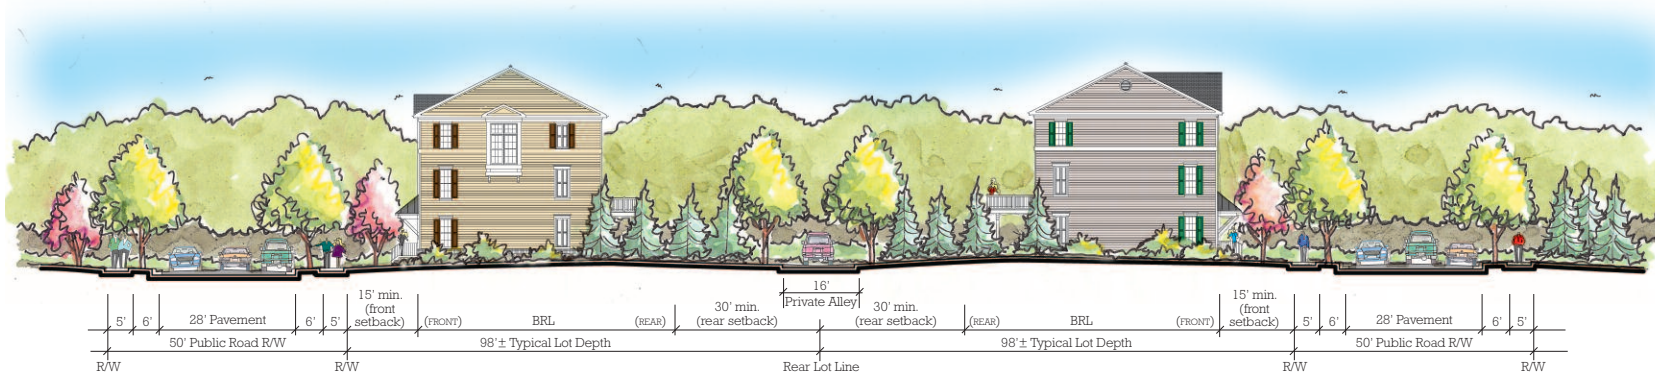 16'
Private Alley
5' 6' 28' Pavement 6' 5' 15' min. (front setback) (FRONT) BRL (REAR) 30' min. (rear setback) 30' min. (rear setback) (REAR) BRL (FRONT) 15' min. (front setback) 5' 6' 28' Pavement 6' 5'
50' Public Road R/W 98'± Typical Lot Depth 98'± Typical Lot Depth 50' Public Road R/W
R/W R/W Rear Lot Line R/W R/W